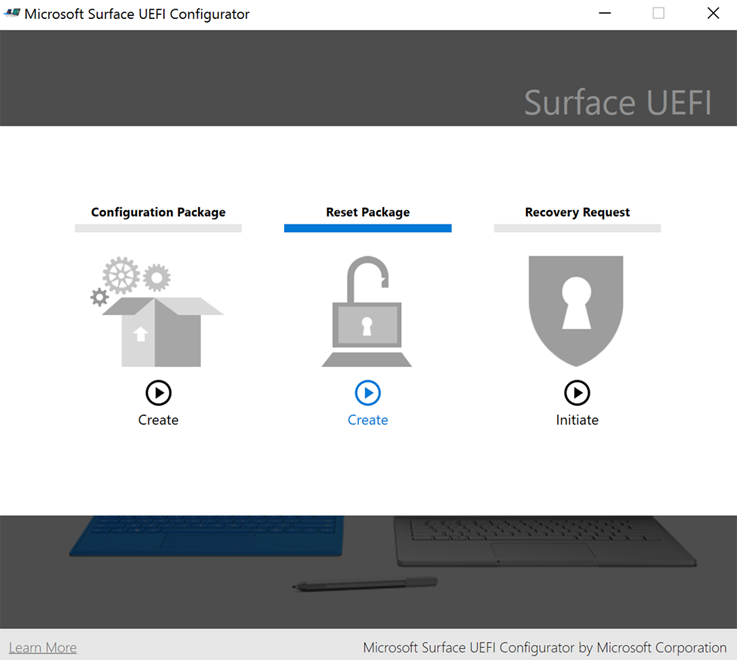 Microsoft Surface UEFI Configurator
Surface UEFI
Configuration Package
Reset Package
Recovery Request
Create
Create
Initiate
Learn More
Microsoft Surface UEFI Configurator by Microsoft Corporation